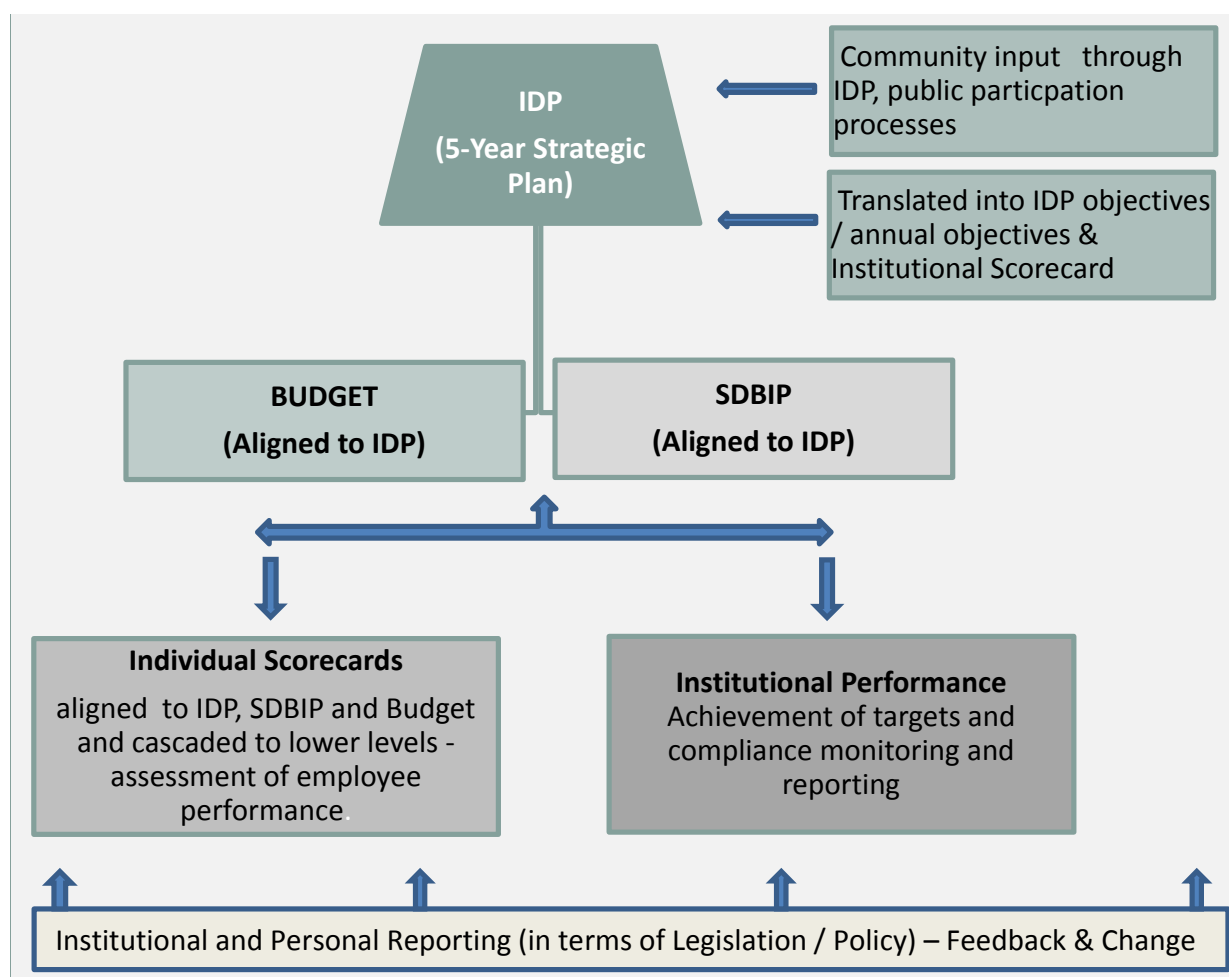 IDP
(5-Year Strategic
Plan)
Community input through
IDP, public particpation
processes
Translated into IDP objectives
/ annual objectives &
Institutional Scorecard
BUDGET
(Aligned to IDP)
SDBIP
(Aligned to IDP)
Individual Scorecards
aligned to IDP, SDBIP and Budget
and cascaded to lower levels -
assessment of employee
performance.
Institutional Performance
Achievement of targets and
compliance monitoring and
reporting
Institutional and Personal Reporting (in terms of Legislation / Policy) – Feedback & Change